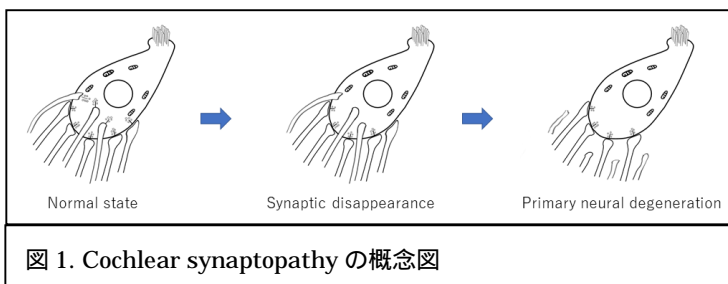 Normal state
Synaptic disappearance
Primary neural degeneration
図 1. Cochlear synaptopathy の概念図